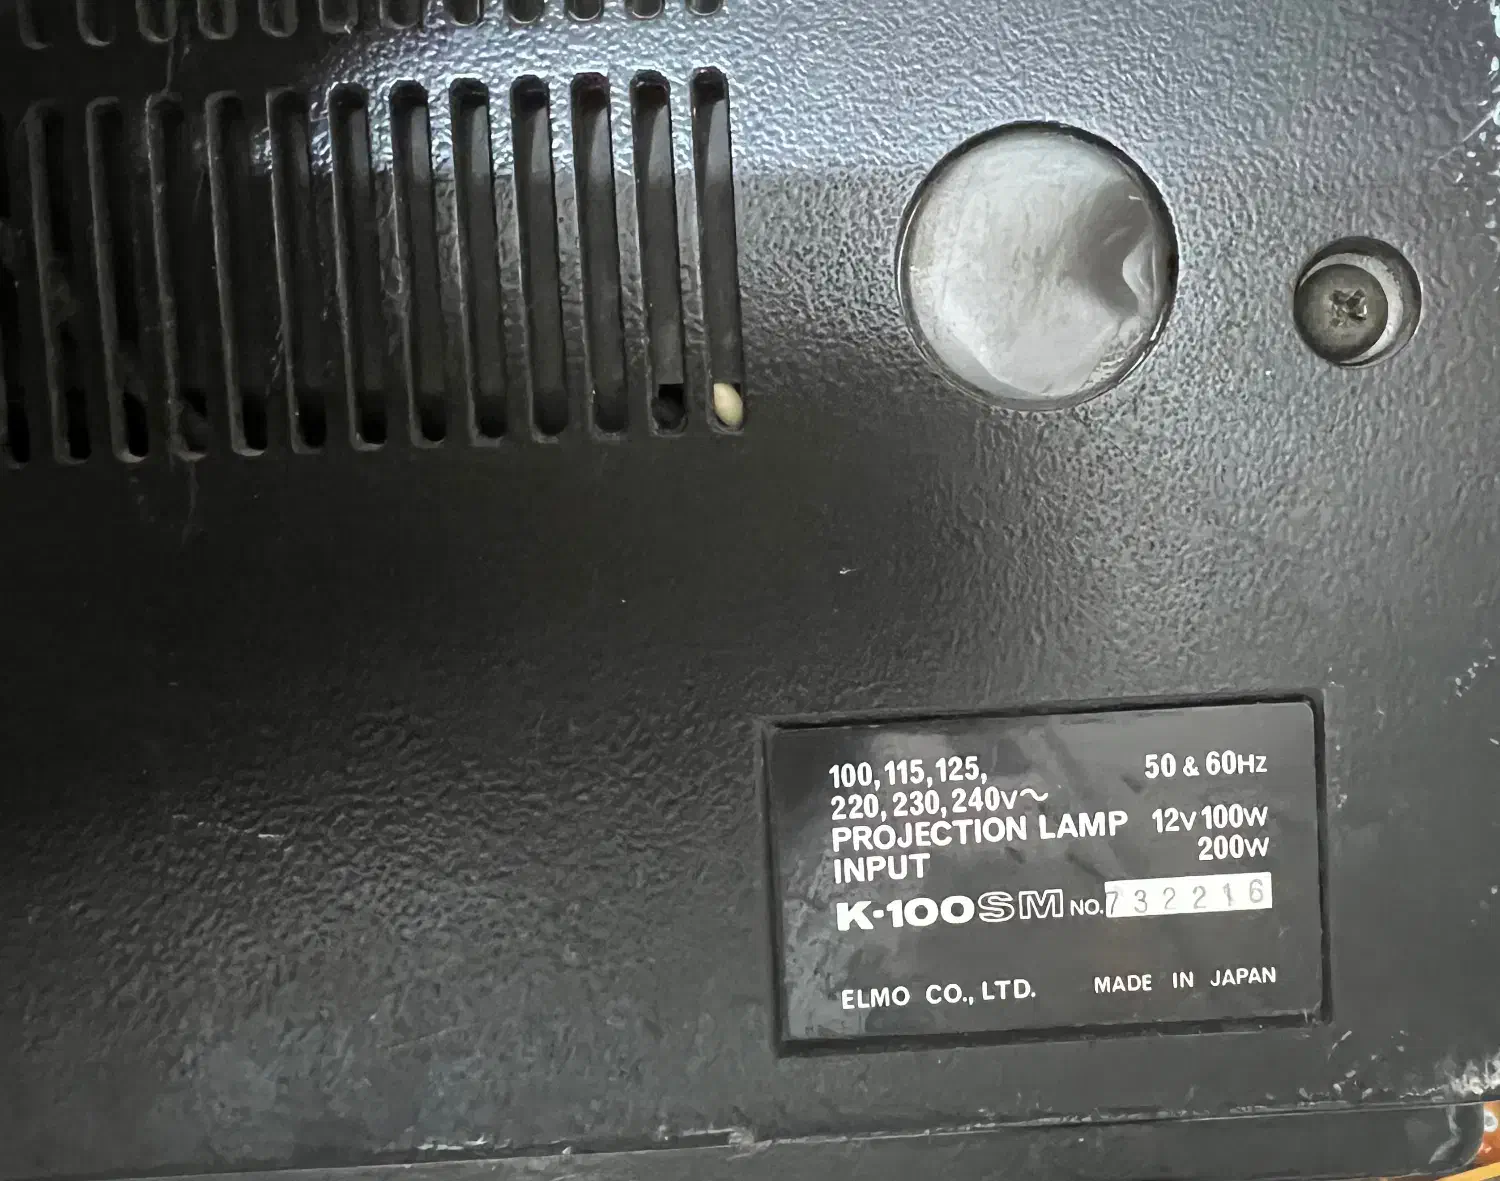 100, 115, 125, 50 & 60Hz
220, 230, 240V~
PROJECTION LAMP 12V 100W
INPUT 200W
K-100SM NO. 732216
ELMO CO., LTD. MADE IN JAPAN